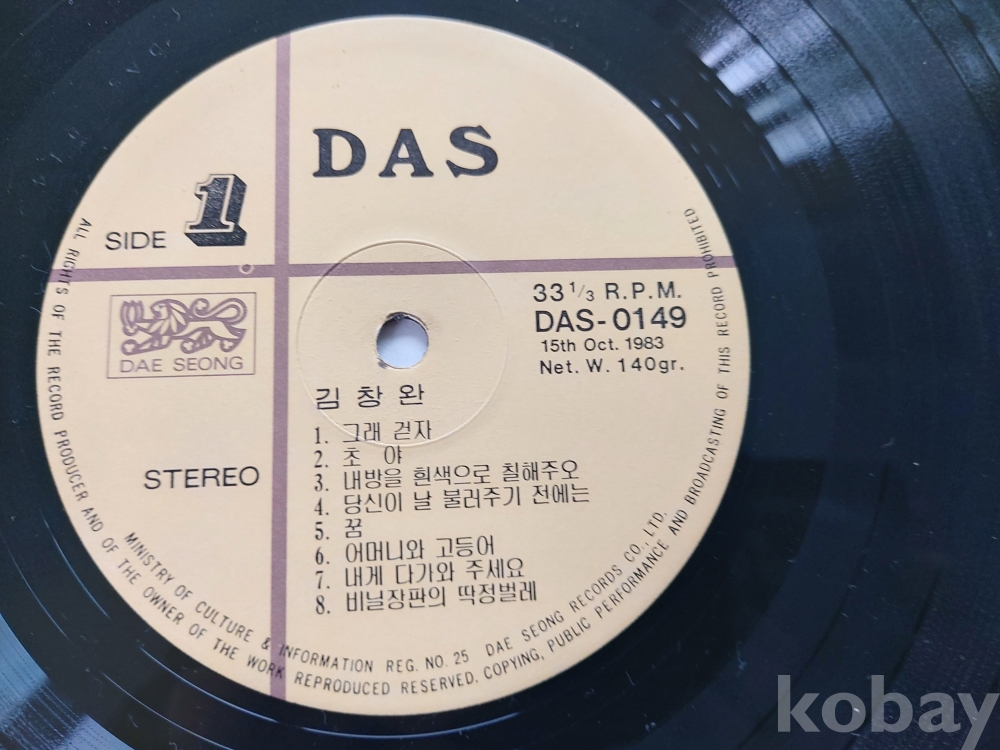 DAS
SIDE 1
DAE SEONG
33 1/3 R.P.M.
DAS-0149
15th Oct. 1983
Net. W. 140gr.
STEREO
김창완
1. 그래 걷자
2. 초 야
3. 내방을 흰색으로 칠해주오
4. 당신이 날 불러주기 전에는
5. 꿈
6. 어머니와 고등어
7. 내게 다가와 주세요
8. 비닐장판의 딱정벌레
ALL RIGHTS OF THE RECORD PRODUCER AND OF THE OWNER OF THE WORK REPRODUCED RESERVED. COPYING, PUBLIC PERFORMANCE AND BROADCASTING OF THIS RECORD PROHIBITED
MINISTRY OF CULTURE & INFORMATION REG. NO. 25 DAE SEONG RECORDS CO., LTD.
kobay